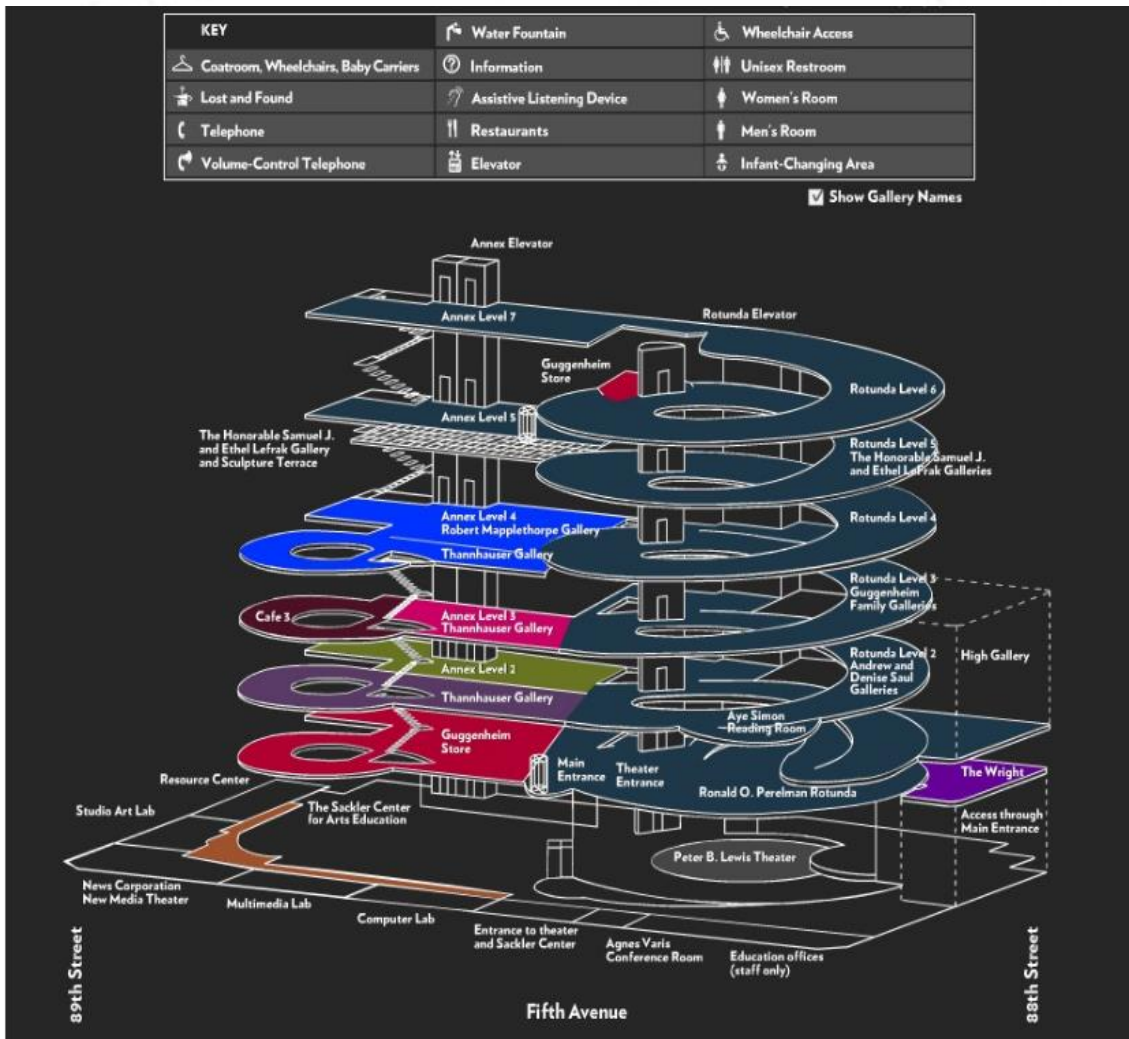 KEY
Water Fountain
Wheelchair Access
Coatroom, Wheelchairs, Baby Carriers
Information
Unisex Restroom
Lost and Found
Assistive Listening Device
Women's Room
Telephone
Restaurants
Men's Room
Volume-Control Telephone
Elevator
Infant-Changing Area
Show Gallery Names
Annex Elevator
Annex Level 7
Rotunda Elevator
Guggenheim
Store
Rotunda Level 6
Annex Level 5
The Honorable Samuel J.
and Ethel Lefrak Gallery
and Sculpture Terrace
Rotunda Level 5
The Honorable Samuel J.
and Ethel LeFrak Galleries
Annex Level 4
Robert Mapplethorpe Gallery
Rotunda Level 4
Thannhauser Gallery
Rotunda Level 3
Guggenheim
Family Galleries
Cafe 3
Annex Level 3
Thannhauser Gallery
Rotunda Level 2
Andrew and
Denise Saul
Galleries
High Gallery
Annex Level 2
Thannhauser Gallery
Aye Simon
Reading Room
Guggenheim
Store
Main
Entrance
Theater
Entrance
The Wright
Resource Center
Ronald O. Perelman Rotunda
Studio Art Lab
The Sackler Center
for Arts Education
Access through
Main Entrance
Peter B. Lewis Theater
News Corporation
New Media Theater
Multimedia Lab
Computer Lab
Entrance to theater
and Sackler Center
Agnes Varis
Conference Room
Education offices
(staff only)
89th Street
Fifth Avenue
88th Street